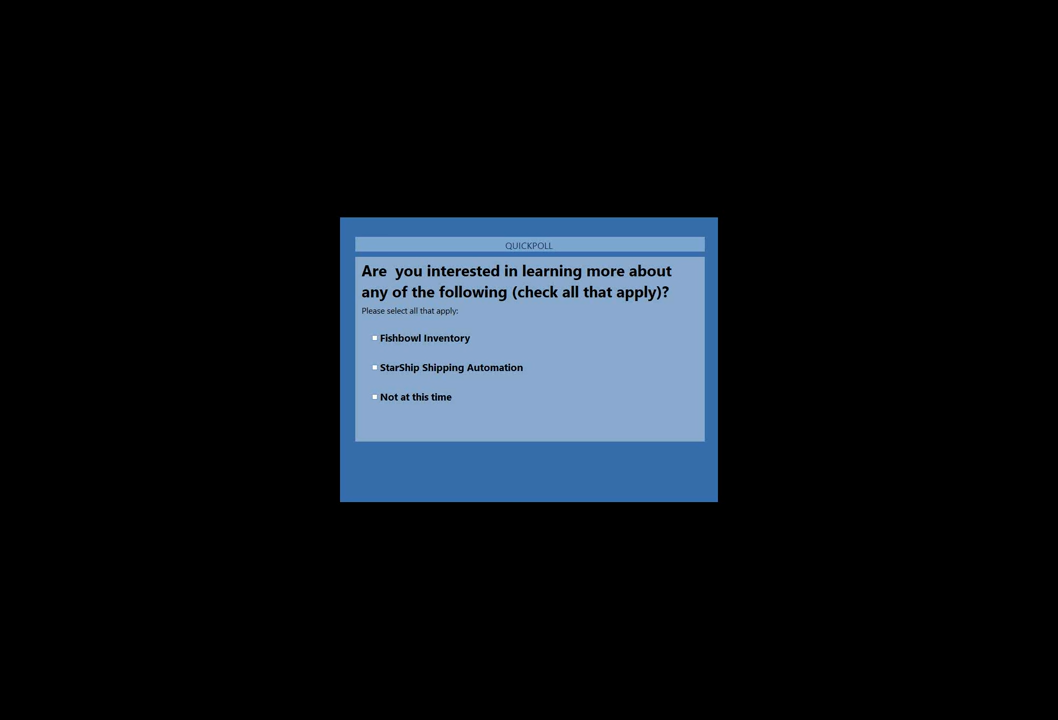 QUICKPOLL
Are  you interested in learning more about
any of the following (check all that apply)?
Please select all that apply:
Fishbowl Inventory
StarShip Shipping Automation
Not at this time